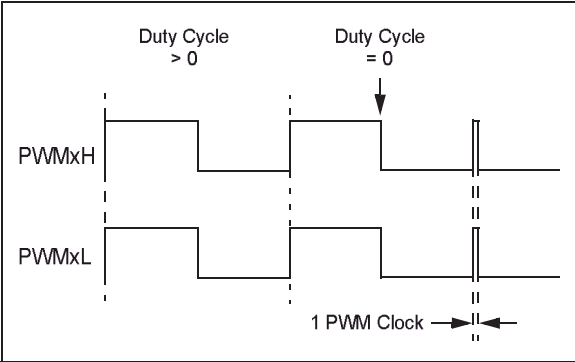 Duty Cycle
> 0
Duty Cycle
= 0
PWMxH
PWMxL
1 PWM Clock